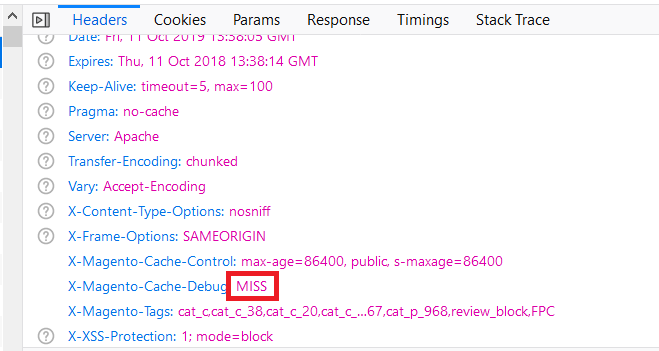 Headers Cookies Params Response Timings Stack Trace
Date: Fri, 11 Oct 2019 13:38:05 GMT
Expires: Thu, 11 Oct 2018 13:38:14 GMT
Keep-Alive: timeout=5, max=100
Pragma: no-cache
Server: Apache
Transfer-Encoding: chunked
Vary: Accept-Encoding
X-Content-Type-Options: nosniff
X-Frame-Options: SAMEORIGIN
X-Magento-Cache-Control: max-age=86400, public, s-maxage=86400
X-Magento-Cache-Debug MISS
X-Magento-Tags: cat_c,cat_c_38,cat_c_20,cat_c_...67,cat_p_968,review_block,FPC
X-XSS-Protection: 1; mode=block